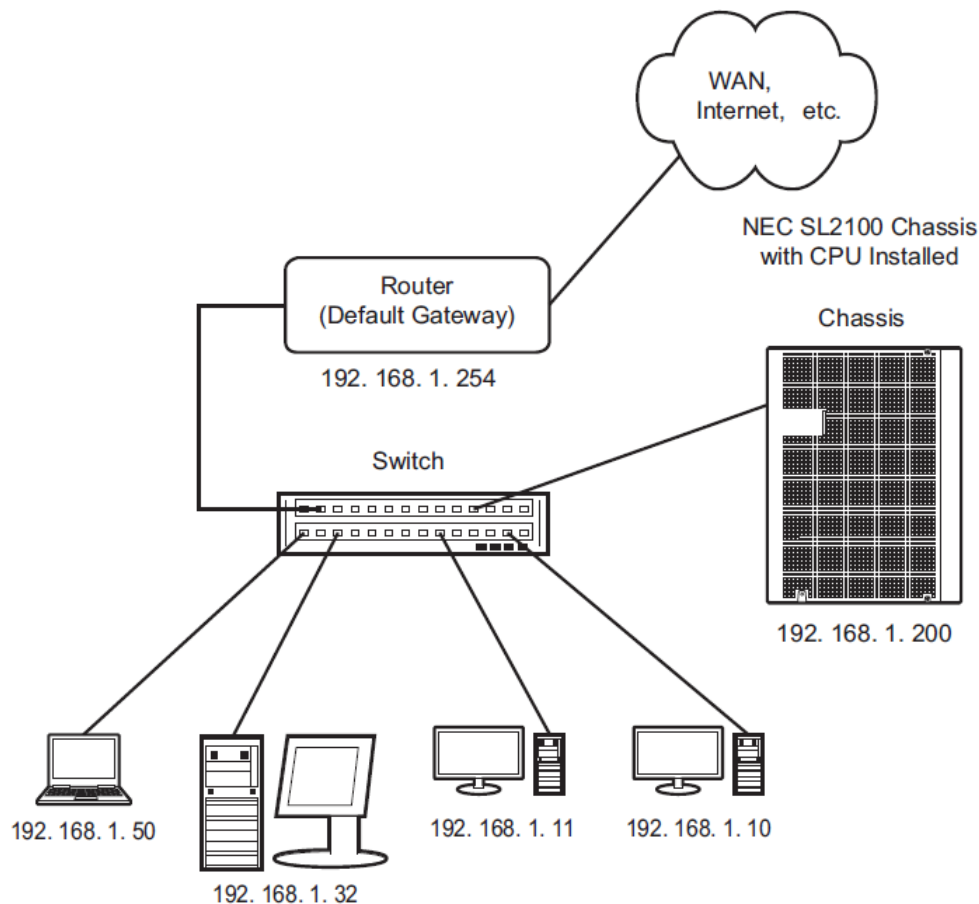 WAN,
Internet, etc.
NEC SL2100 Chassis
with CPU Installed
Router
(Default Gateway)
Chassis
192. 168. 1. 254
Switch
192. 168. 1. 200
192. 168. 1. 50
192. 168. 1. 11
192. 168. 1. 10
192. 168. 1. 32